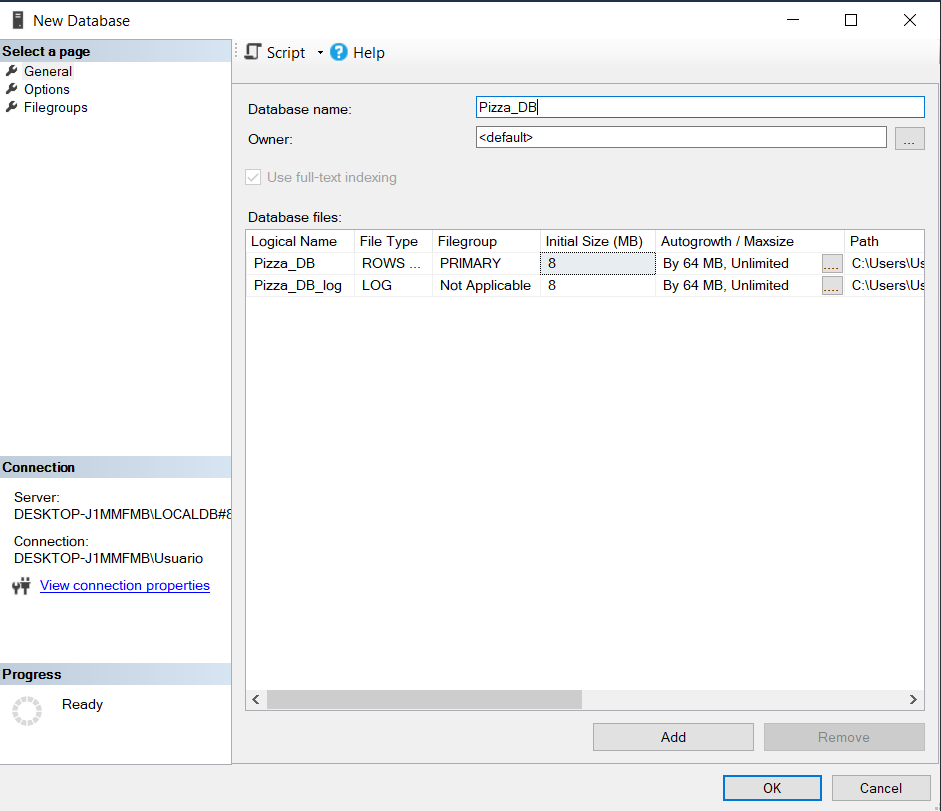 New Database
Select a page
General
Options
Filegroups
Script
Help
Database name:
Pizza_DB
Owner:
<default>
...
Use full-text indexing
Database files:
Logical Name File Type Filegroup Initial Size (MB) Autogrowth / Maxsize Path
Pizza_DB ROWS ... PRIMARY 8 By 64 MB, Unlimited .... C:\Users\Us
Pizza_DB_log LOG Not Applicable 8 By 64 MB, Unlimited .... C:\Users\Us
Connection
Server:
DESKTOP-J1MMFMB\LOCALDB#8
Connection:
DESKTOP-J1MMFMB\Usuario
View connection properties
Progress
Ready
Add
Remove
OK
Cancel